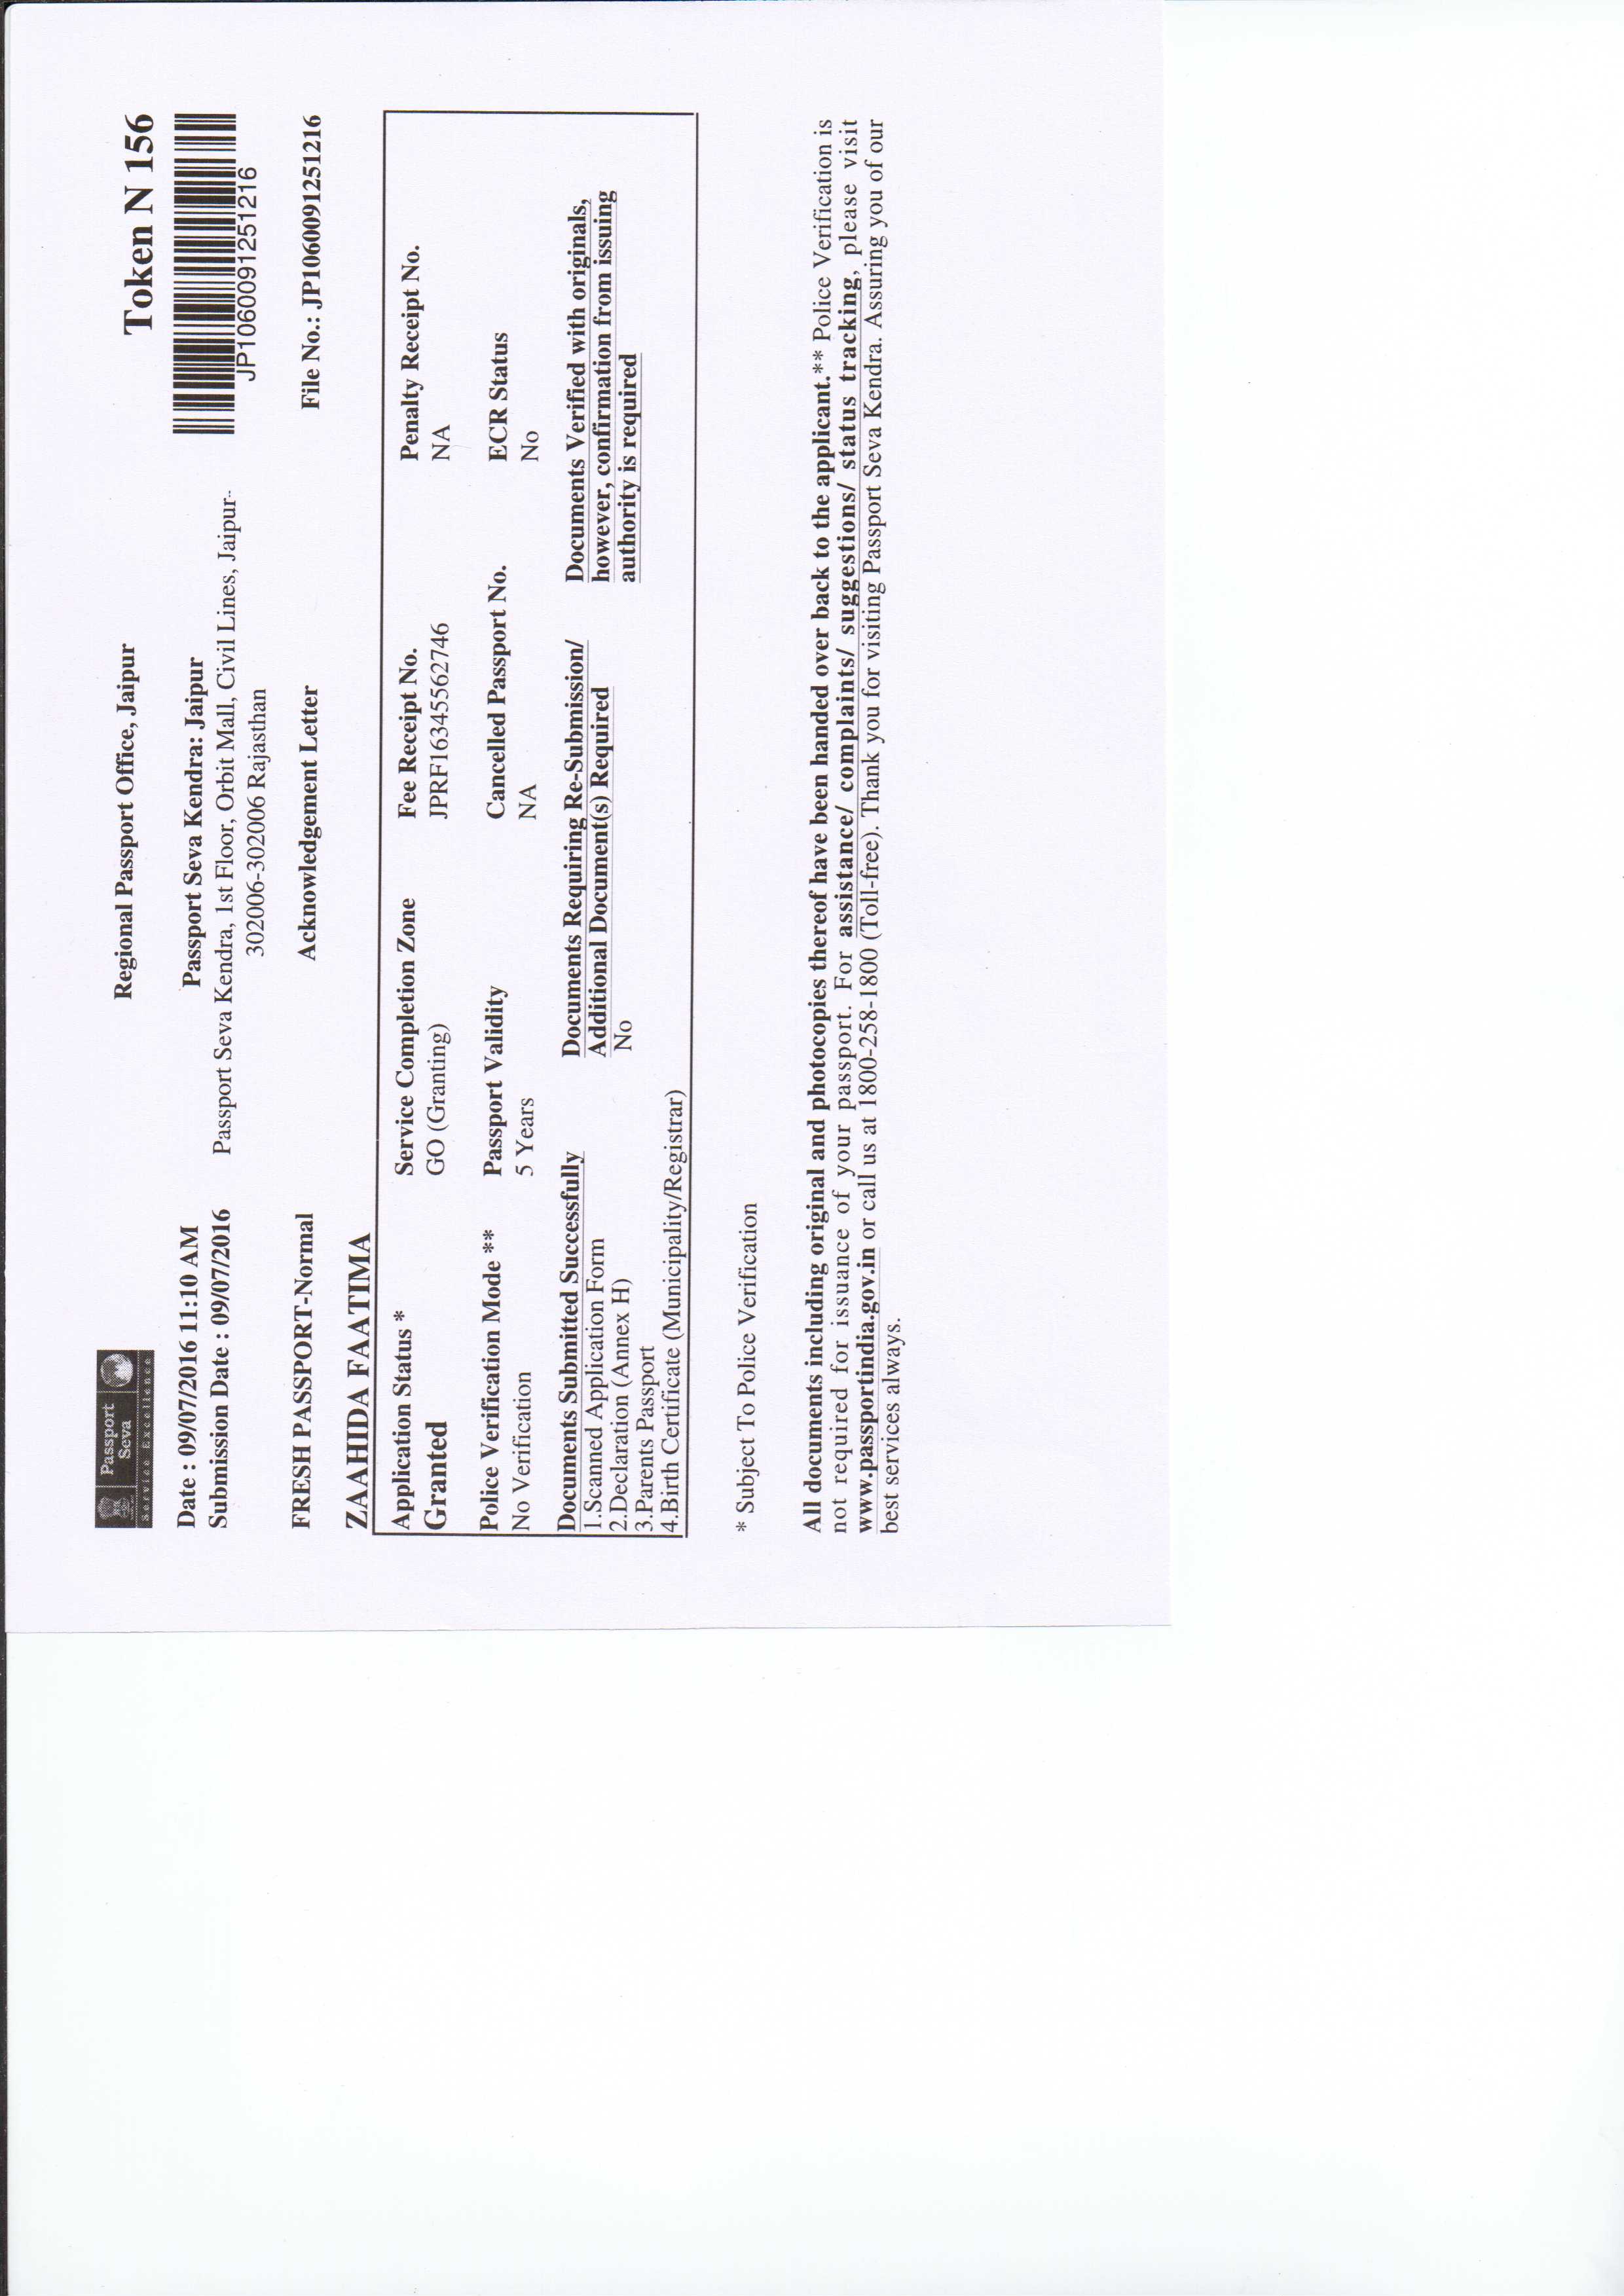 Passport
Seva
Service Excellence
Regional Passport Office, Jaipur
Token N 156
Date : 09/07/2016 11:10 AM
Submission Date : 09/07/2016
Passport Seva Kendra: Jaipur
Passport Seva Kendra, 1st Floor, Orbit Mall, Civil Lines, Jaipur--
302006-302006 Rajasthan
JP1060091251216
FRESH PASSPORT-Normal
Acknowledgement Letter
File No.: JP1060091251216
ZAAHIDA FAATIMA
Application Status *
Granted
Service Completion Zone
GO (Granting)
Fee Receipt No.
JPRF16345562746
Penalty Receipt No.
NA
Police Verification Mode **
No Verification
Passport Validity
5 Years
Cancelled Passport No.
NA
ECR Status
No
Documents Submitted Successfully
1.Scanned Application Form
2.Declaration (Annex H)
3.Parents Passport
4.Birth Certificate (Municipality/Registrar)
Documents Requiring Re-Submission/
Additional Document(s) Required
No
Documents Verified with originals,
however, confirmation from issuing
authority is required
* Subject To Police Verification
All documents including original and photocopies thereof have been handed over back to the applicant.** Police Verification is
not required for issuance of your passport. For assistance/ complaints/ suggestions/ status tracking, please visit
www.passportindia.gov.in or call us at 1800-258-1800 (Toll-free). Thank you for visiting Passport Seva Kendra. Assuring you of our
best services always.